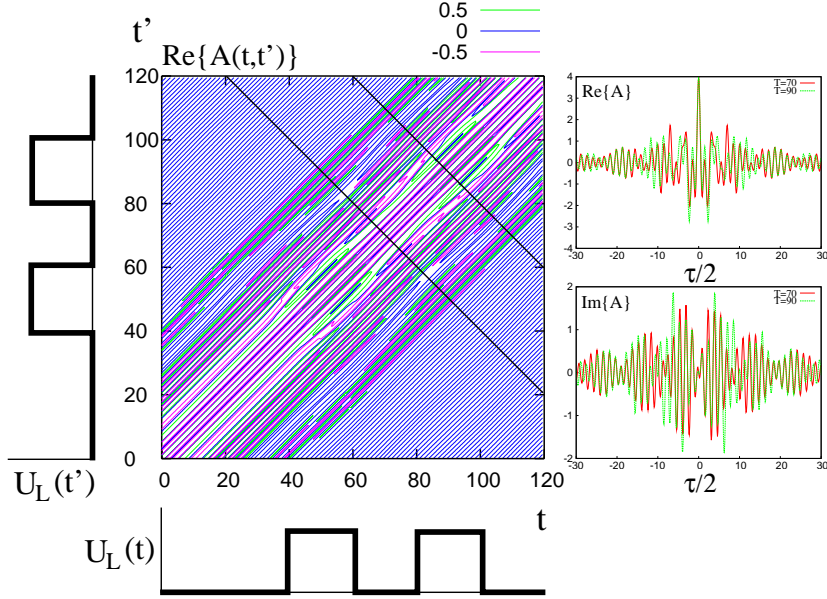 t'
Re{A(t,t')}
0.5
0
-0.5
120
100
80
60
40
20
0
0 20 40 60 80 100 120
t
U_L(t')
U_L(t)
Re{A}
T=70
T=90
4
3
2
1
0
-1
-2
-3
-4
-30 -20 -10 0 10 20 30
τ/2
Im{A}
T=70
T=90
2
1
0
-1
-2
-30 -20 -10 0 10 20 30
τ/2